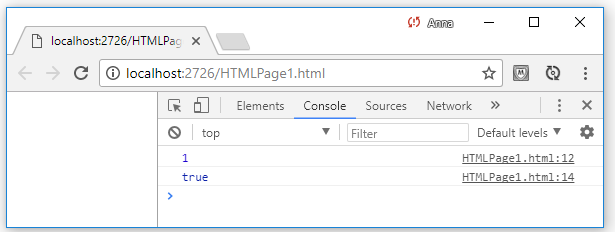 Anna
localhost:2726/HTMLPag
localhost:2726/HTMLPage1.html
Elements Console Sources Network »
top Filter Default levels
1 HTMLPage1.html:12
true HTMLPage1.html:14